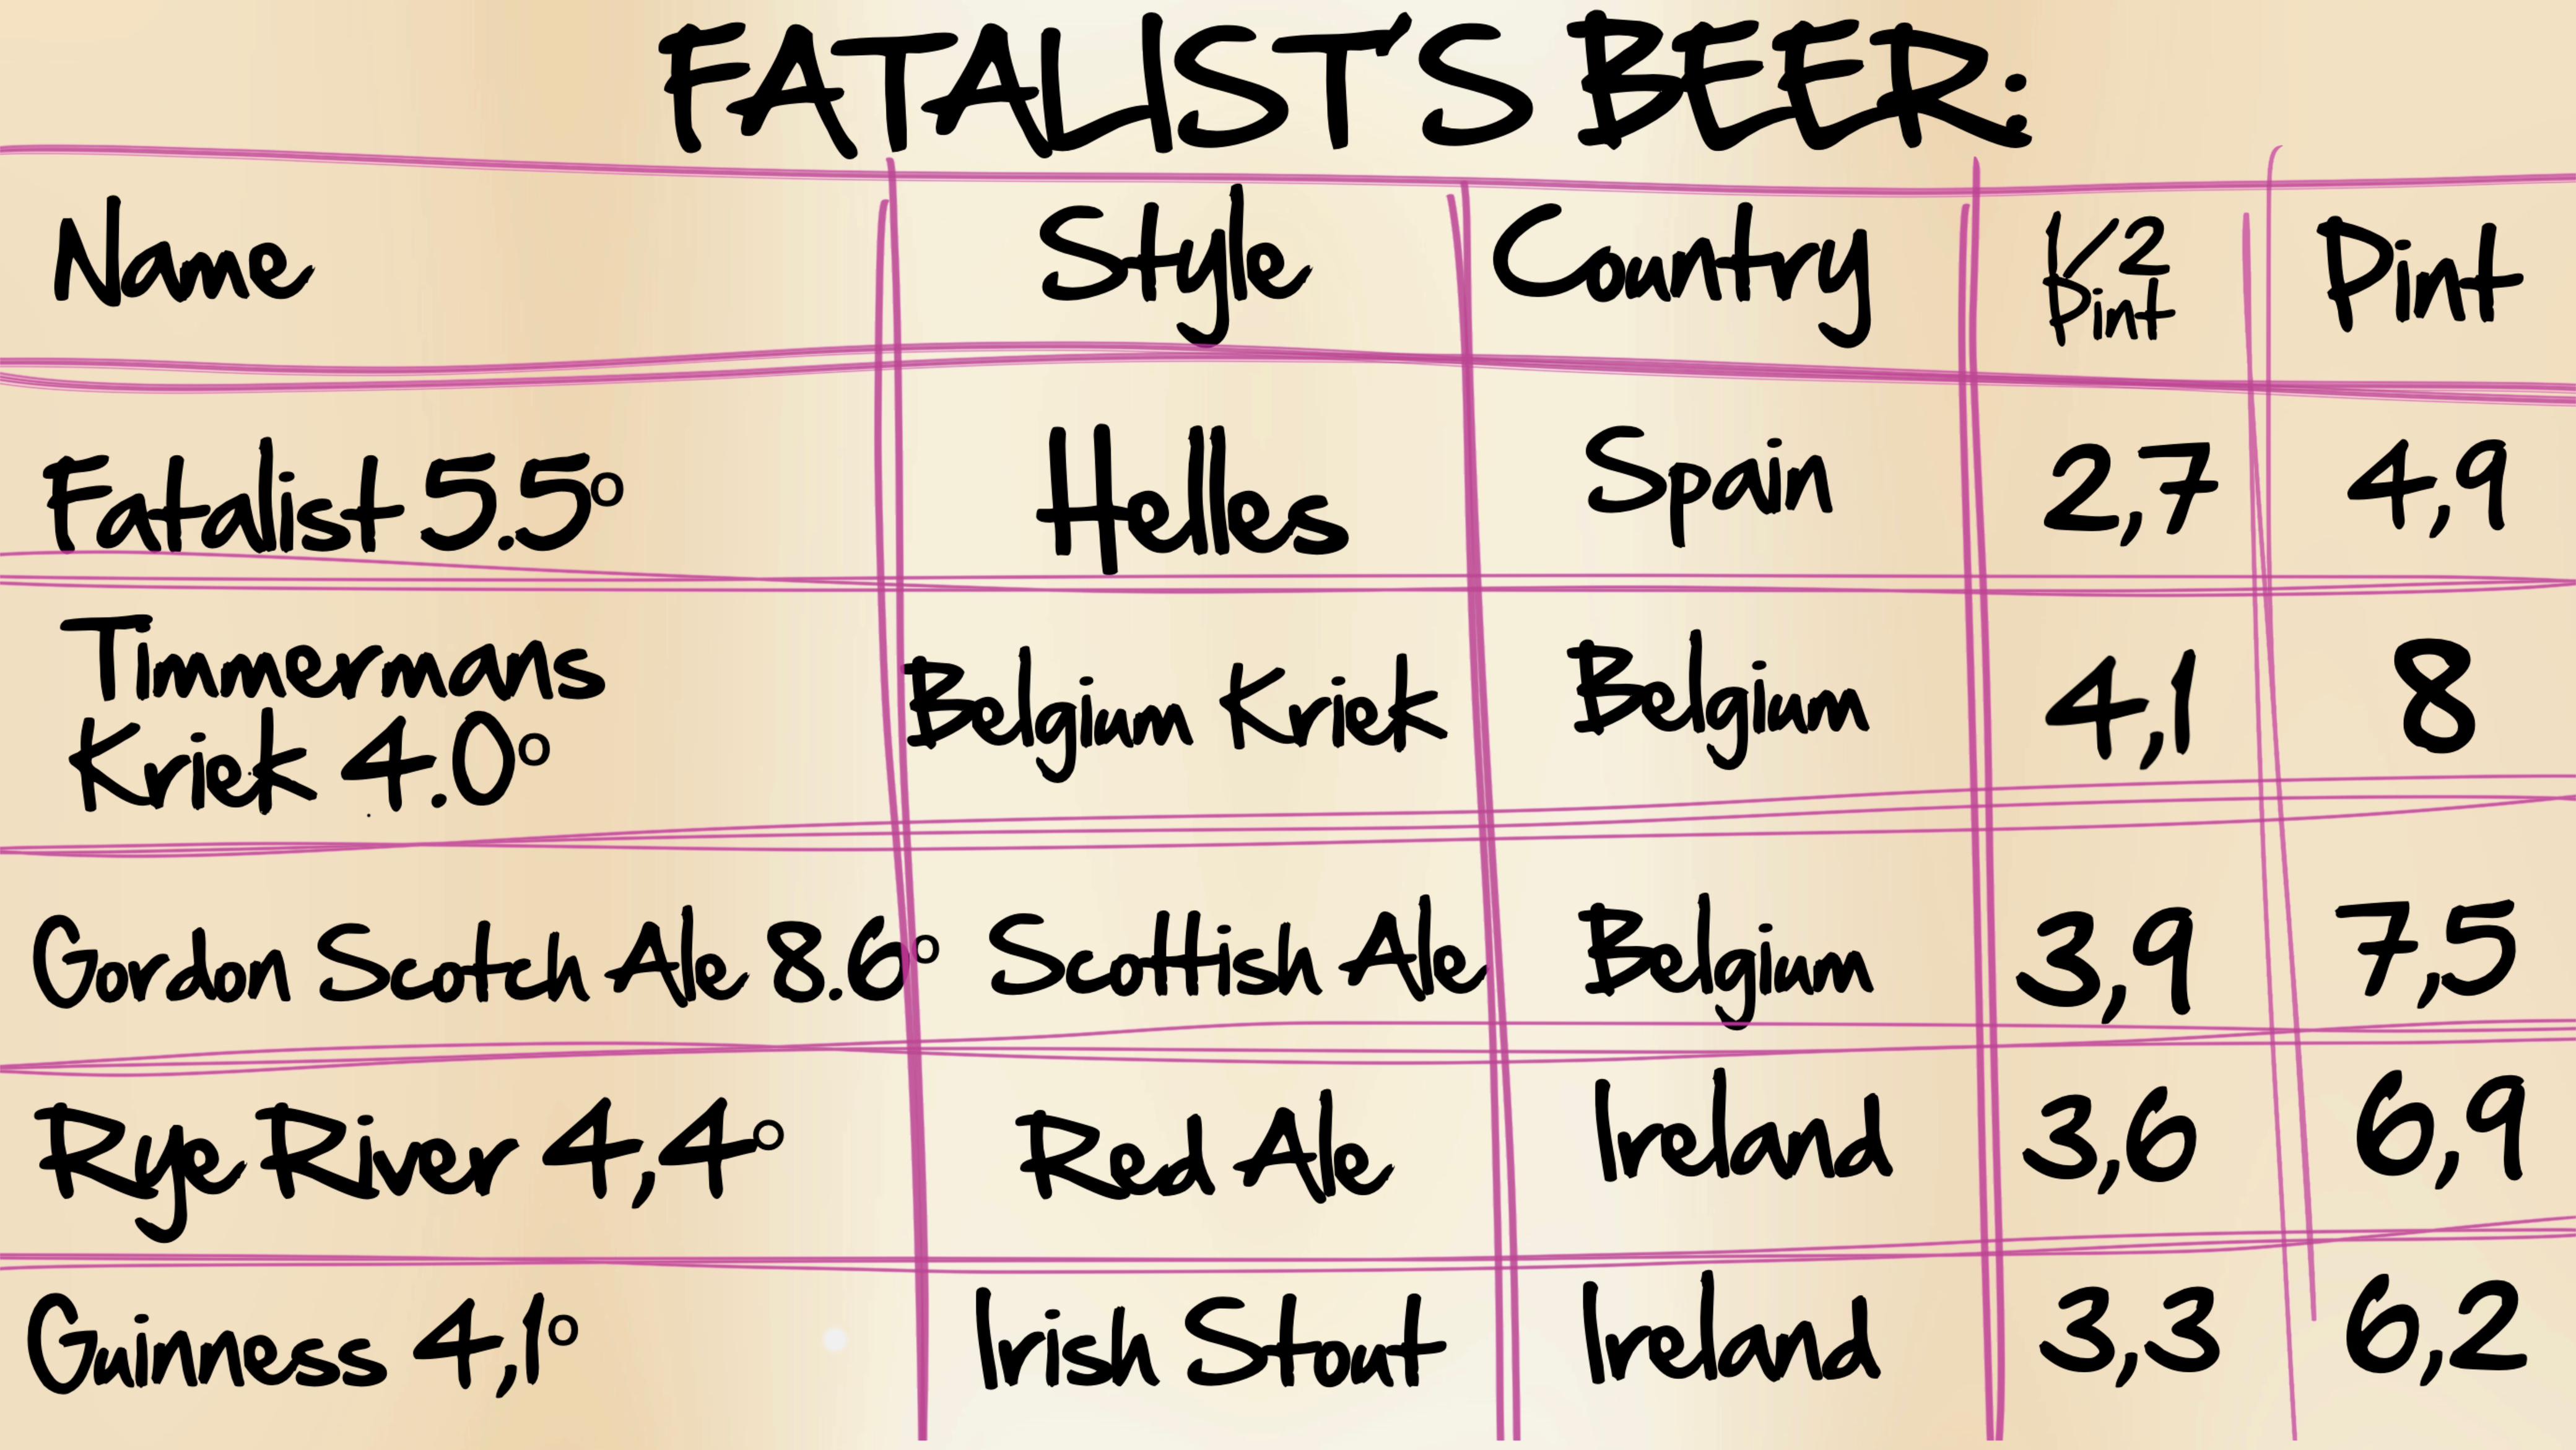 FATALIST'S BEER:
Name Style Country 1/2 Pint Pint
Fatalist 5.5° Helles Spain 2,7 4,9
Timmermans
Kriek 4.0° Belgium Kriek Belgium 4,1 8
Gordon Scotch Ale 8.6° Scottish Ale Belgium 3,9 7,5
Rye River 4,4° Red Ale Ireland 3,6 6,9
Guinness 4,1° Irish Stout Ireland 3,3 6,2